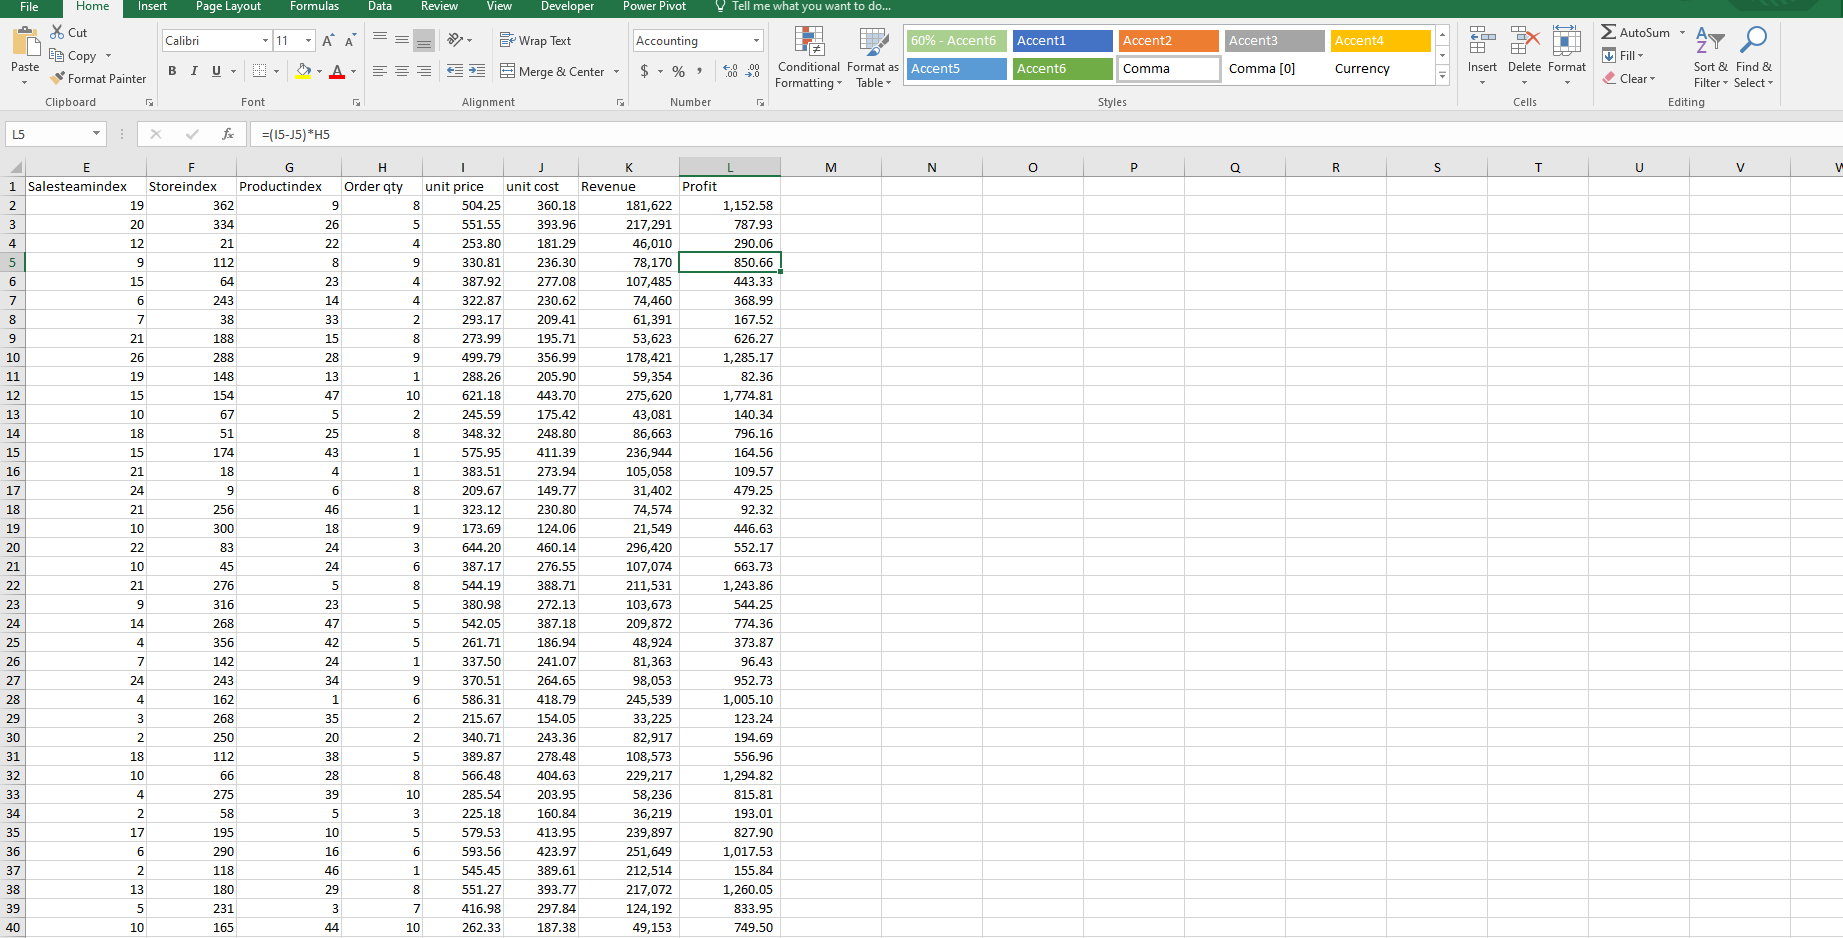 File Home Insert Page Layout Formulas Data Review View Developer Power Pivot Tell me what you want to do...
Paste
Cut
Copy
Format Painter
Clipboard
Calibri 11
B I U
Font
Wrap Text
Merge & Center
Alignment
Accounting
$ % ,
Number
Conditional Formatting
Format as Table
60% - Accent6 Accent1 Accent2 Accent3 Accent4
Accent5 Accent6 Comma Comma [0] Currency
Styles
Insert Delete Format
Cells
AutoSum
Fill
Clear
Sort & Filter
Find & Select
Editing
L5 fx =(I5-J5)*H5
E F G H I J K L M N O P Q R S T U V
1 Salesteamindex Storeindex Productindex Order qty unit price unit cost Revenue Profit
2 19 362 9 8 504.25 360.18 181,622 1,152.58
3 20 334 26 5 551.55 393.96 217,291 787.93
4 12 21 22 4 253.80 181.29 46,010 290.06
5 9 112 8 9 330.81 236.30 78,170 850.66
6 15 64 23 4 387.92 277.08 107,485 443.33
7 6 243 14 4 322.87 230.62 74,460 368.99
8 7 38 33 2 293.17 209.41 61,391 167.52
9 21 188 15 8 273.99 195.71 53,623 626.27
10 26 288 28 9 499.79 356.99 178,421 1,285.17
11 19 148 13 1 288.26 205.90 59,354 82.36
12 15 154 47 10 621.18 443.70 275,620 1,774.81
13 10 67 5 2 245.59 175.42 43,081 140.34
14 18 51 25 8 348.32 248.80 86,663 796.16
15 15 174 43 1 575.95 411.39 236,944 164.56
16 21 18 4 1 383.51 273.94 105,058 109.57
17 24 9 6 8 209.67 149.77 31,402 479.25
18 21 256 46 1 323.12 230.80 74,574 92.32
19 10 300 18 9 173.69 124.06 21,549 446.63
20 22 83 24 3 644.20 460.14 296,420 552.17
21 10 45 24 6 387.17 276.55 107,074 663.73
22 21 276 5 8 544.19 388.71 211,531 1,243.86
23 9 316 23 5 380.98 272.13 103,673 544.25
24 14 268 47 5 542.05 387.18 209,872 774.36
25 4 356 42 5 261.71 186.94 48,924 373.87
26 7 142 24 1 337.50 241.07 81,363 96.43
27 24 243 34 9 370.51 264.65 98,053 952.73
28 4 162 1 6 586.31 418.79 245,539 1,005.10
29 3 268 35 2 215.67 154.05 33,225 123.24
30 2 250 20 2 340.71 243.36 82,917 194.69
31 18 112 38 5 389.87 278.48 108,573 556.96
32 10 66 28 8 566.48 404.63 229,217 1,294.82
33 4 275 39 10 285.54 203.95 58,236 815.81
34 2 58 5 3 225.18 160.84 36,219 193.01
35 17 195 10 5 579.53 413.95 239,897 827.90
36 6 290 16 6 593.56 423.97 251,649 1,017.53
37 2 118 46 1 545.45 389.61 212,514 155.84
38 13 180 29 8 551.27 393.77 217,072 1,260.05
39 5 231 3 7 416.98 297.84 124,192 833.95
40 10 165 44 10 262.33 187.38 49,153 749.50